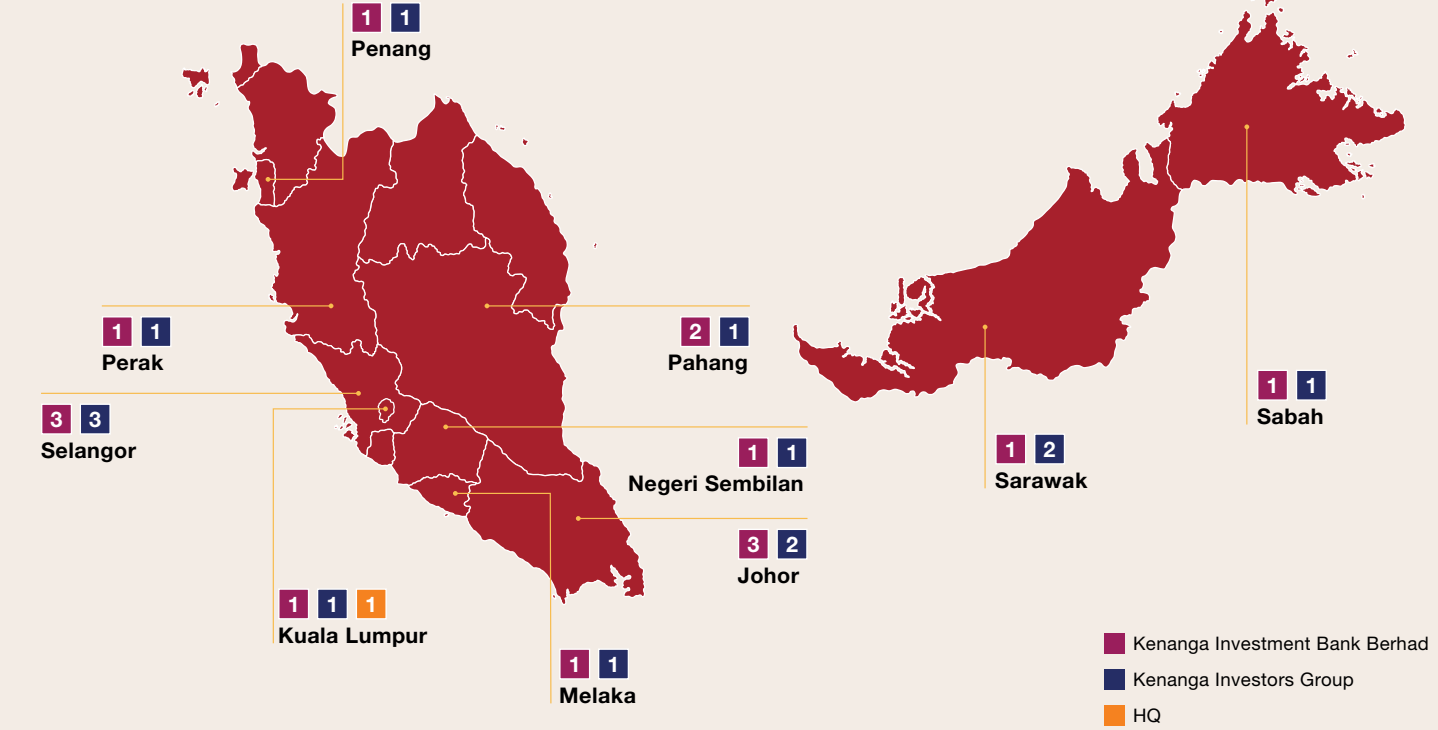 1 1
Penang
1 1
Perak
2 1
Pahang
3 3
Selangor
1 1
Negeri Sembilan
3 2
Johor
1 1 1
Kuala Lumpur
1 1
Melaka
1 2
Sarawak
1 1
Sabah
Kenanga Investment Bank Berhad
Kenanga Investors Group
HQ